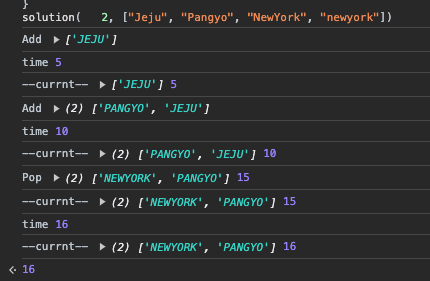 }
solution(   2, ["Jeju", "Pangyo", "NewYork", "newyork"])
Add ▶ ['JEJU']
time 5
--currnt-- ▶ ['JEJU'] 5
Add ▶ (2) ['PANGYO', 'JEJU']
time 10
--currnt-- ▶ (2) ['PANGYO', 'JEJU'] 10
Pop ▶ (2) ['NEWYORK', 'PANGYO'] 15
--currnt-- ▶ (2) ['NEWYORK', 'PANGYO'] 15
time 16
--currnt-- ▶ (2) ['NEWYORK', 'PANGYO'] 16
16